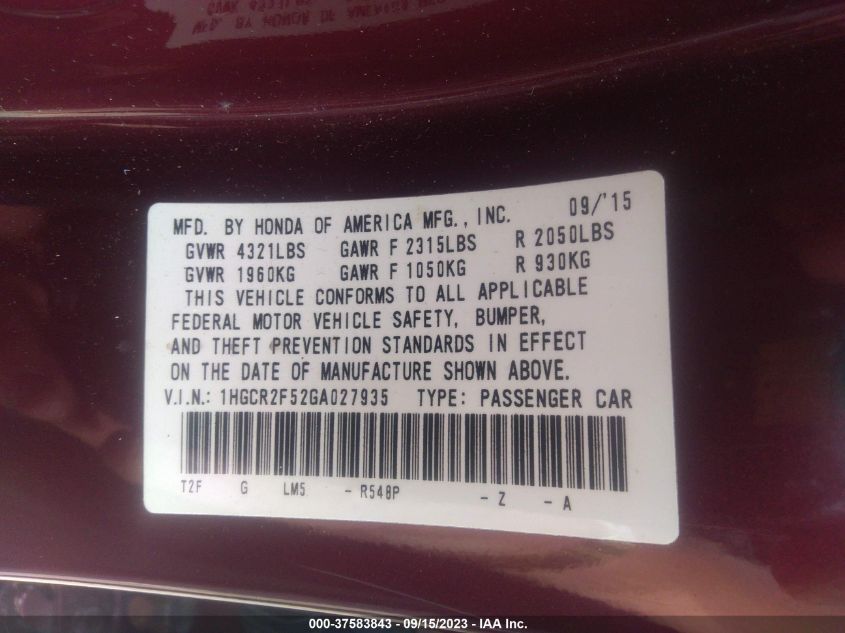 MFD. BY HONDA OF AMERICA MFG., INC. 09/'15
GVWR 4321LBS GAWR F 2315LBS R 2050LBS
GVWR 1960KG GAWR F 1050KG R 930KG
THIS VEHICLE CONFORMS TO ALL APPLICABLE
FEDERAL MOTOR VEHICLE SAFETY, BUMPER,
AND THEFT PREVENTION STANDARDS IN EFFECT
ON THE DATE OF MANUFACTURE SHOWN ABOVE.
V.I.N.: 1HGCR2F52GA027935 TYPE: PASSENGER CAR
T2F G LM5 - R548P - Z - A
000-37583843 - 09/15/2023 - IAA Inc.